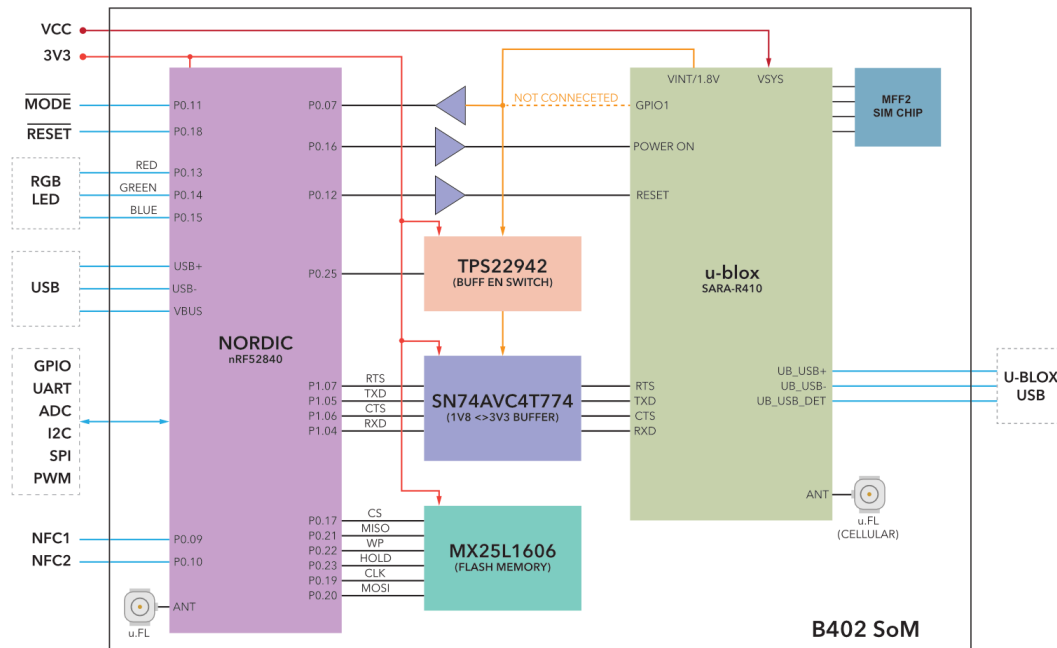 VCC
3V3
MODE
RESET
RGB
LED
RED
GREEN
BLUE
USB
USB+
USB-
VBUS
GPIO
UART
ADC
I2C
SPI
PWM
NFC1
NFC2
u.FL
P0.11
P0.18
P0.13
P0.14
P0.15
P0.09
P0.10
ANT
NORDIC
nRF52840
P0.07
P0.16
P0.12
P0.25
P1.07
P1.05
P1.06
P1.04
P0.17
P0.21
P0.22
P0.23
P0.19
P0.20
RTS
TXD
CTS
RXD
CS
MISO
WP
HOLD
CLK
MOSI
NOT CONNECETED
TPS22942
(BUFF EN SWITCH)
SN74AVC4T774
(1V8 <>3V3 BUFFER)
MX25L1606
(FLASH MEMORY)
VINT/1.8V
VSYS
GPIO1
POWER ON
RESET
u-blox
SARA-R410
RTS
TXD
CTS
RXD
UB_USB+
UB_USB-
UB_USB_DET
ANT
MFF2
SIM CHIP
U-BLOX
USB
u.FL
(CELLULAR)
B402 SoM